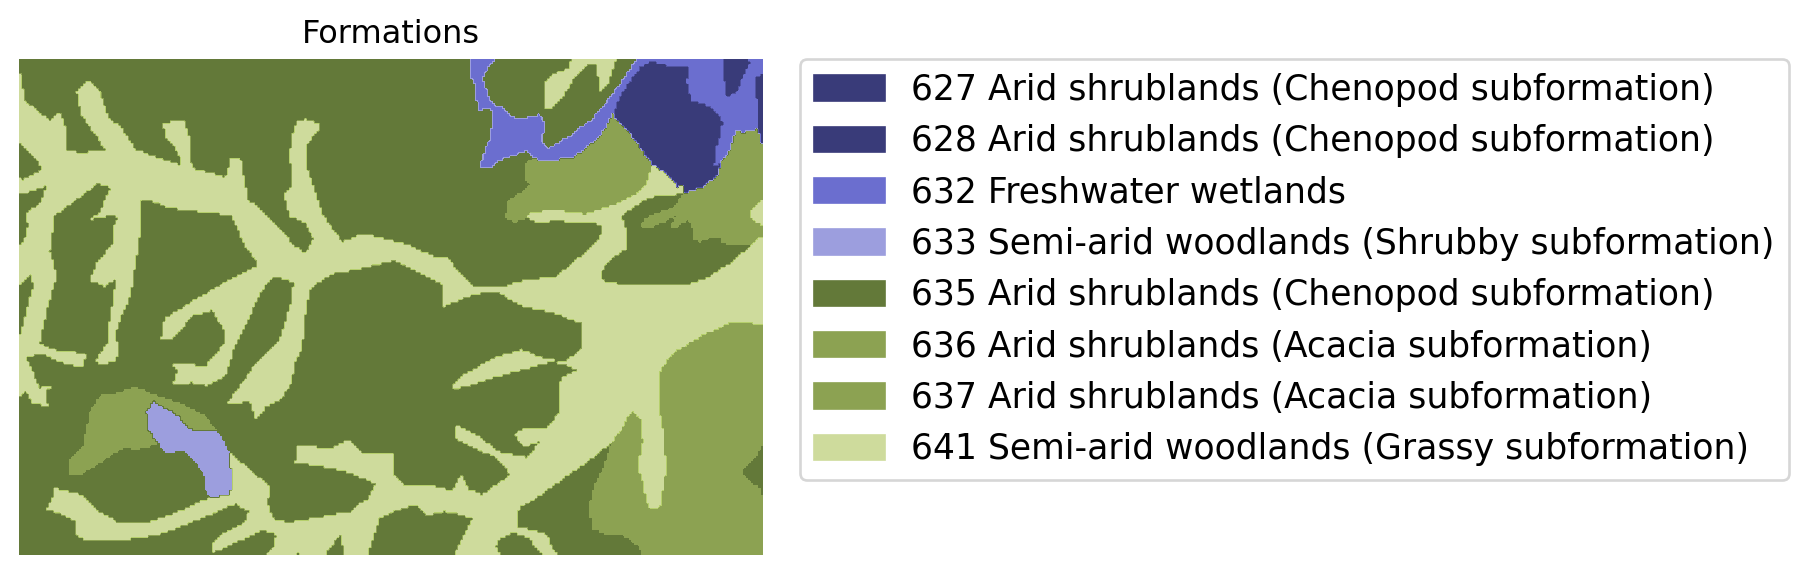 Formations
627 Arid shrublands (Chenopod subformation)
628 Arid shrublands (Chenopod subformation)
632 Freshwater wetlands
633 Semi-arid woodlands (Shrubby subformation)
635 Arid shrublands (Chenopod subformation)
636 Arid shrublands (Acacia subformation)
637 Arid shrublands (Acacia subformation)
641 Semi-arid woodlands (Grassy subformation)